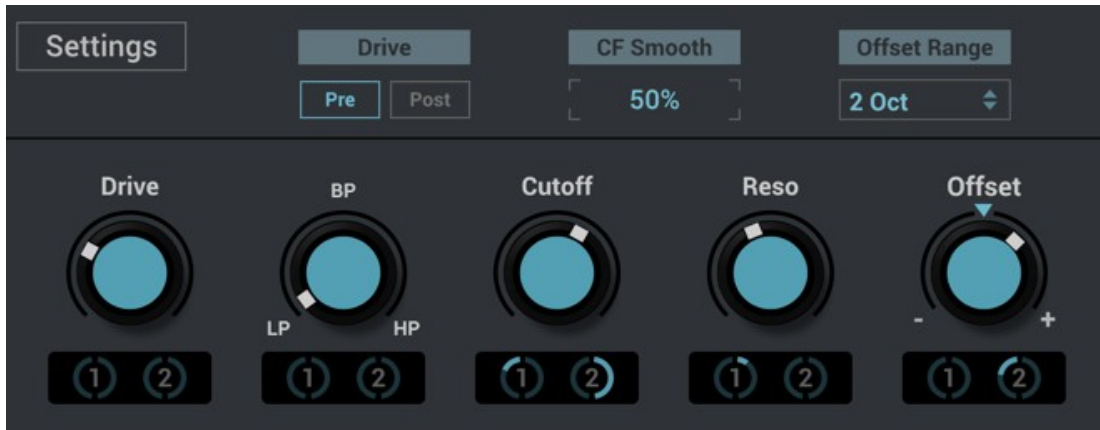 Settings
Drive
CF Smooth
Offset Range
Pre
Post
50%
2 Oct
Drive
BP
Cutoff
Reso
Offset
LP
HP
-
+
1 2
1 2
1 2
1 2
1 2